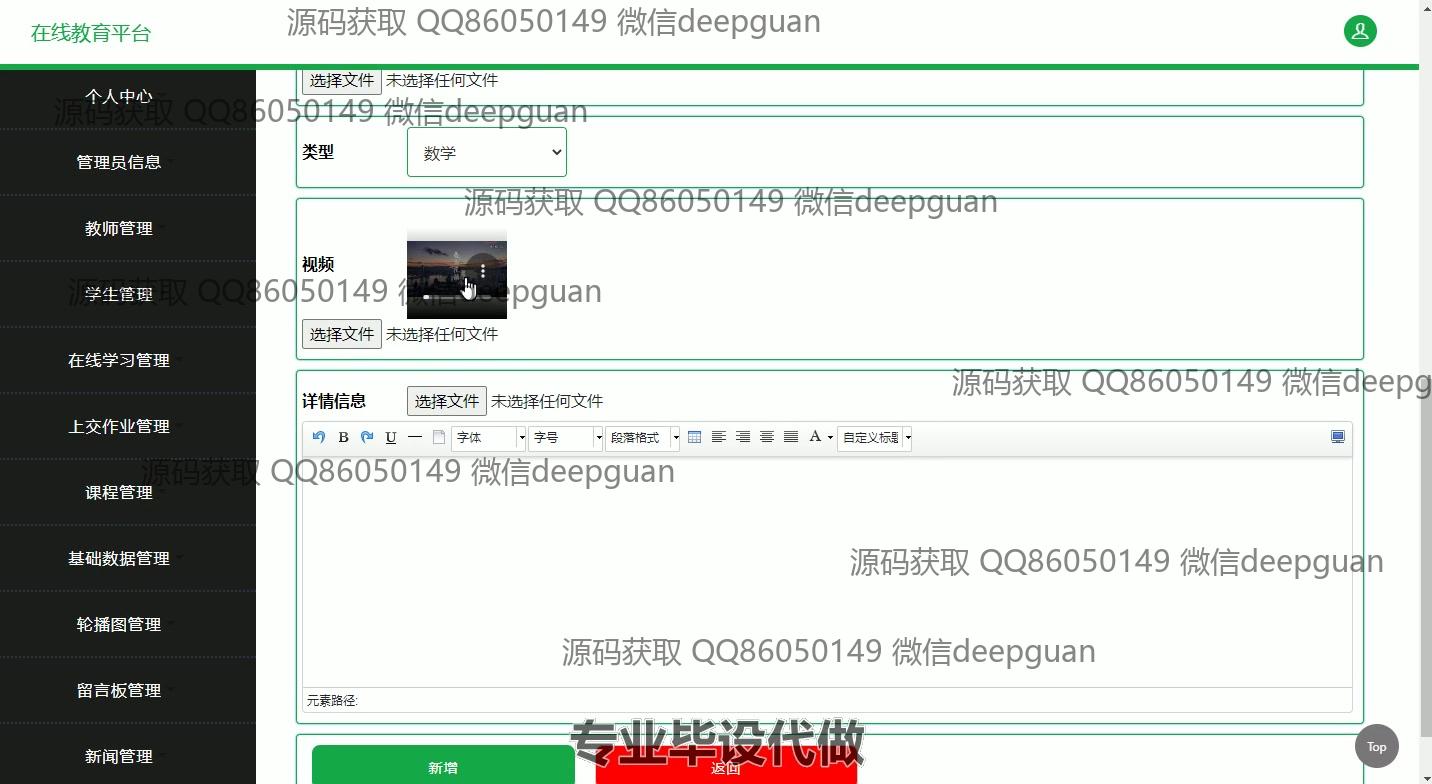 在线教育平台
源码获取 QQ86050149 微信deepguan
选择文件 未选择任何文件
个人中心
源码获取 QQ86050149 微信deepguan
类型 数学
管理员信息
源码获取 QQ86050149 微信deepguan
教师管理
视频
学生管理
源码获取 QQ86050149 微信deepguan
选择文件 未选择任何文件
在线学习管理
源码获取 QQ86050149 微信deepg
详情信息 选择文件 未选择任何文件
上交作业管理
B U 字体 字号 段落格式 A 自定义标题
源码获取 QQ86050149 微信deepguan
课程管理
基础数据管理
源码获取 QQ86050149 微信deepguan
轮播图管理
源码获取 QQ86050149 微信deepguan
留言板管理
元素路径:
新闻管理
专业毕设代做
Top
新增 返回